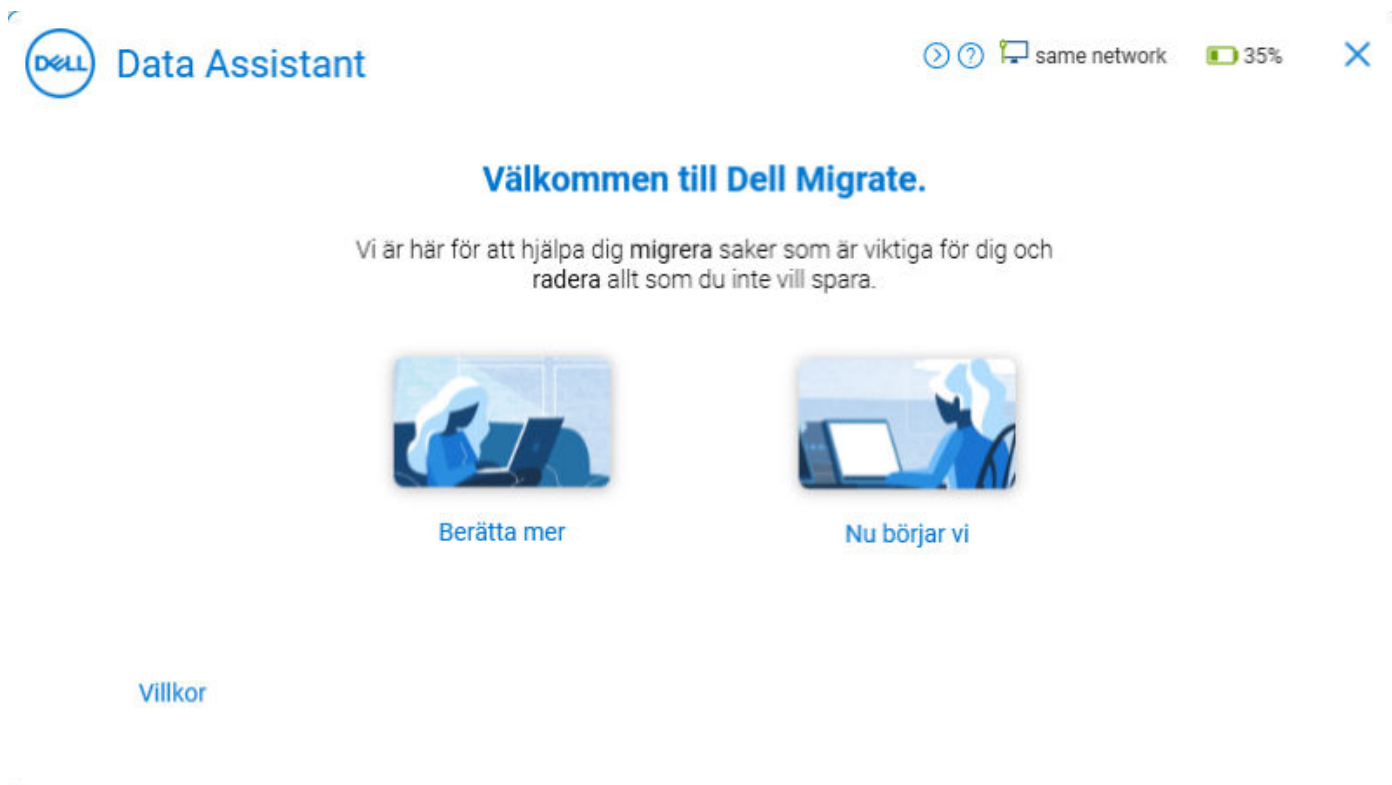 DELL
Data Assistant
same network
35%
Välkommen till Dell Migrate.
Vi är här för att hjälpa dig migrera saker som är viktiga för dig och
radera allt som du inte vill spara.
Berätta mer
Nu börjar vi
Villkor